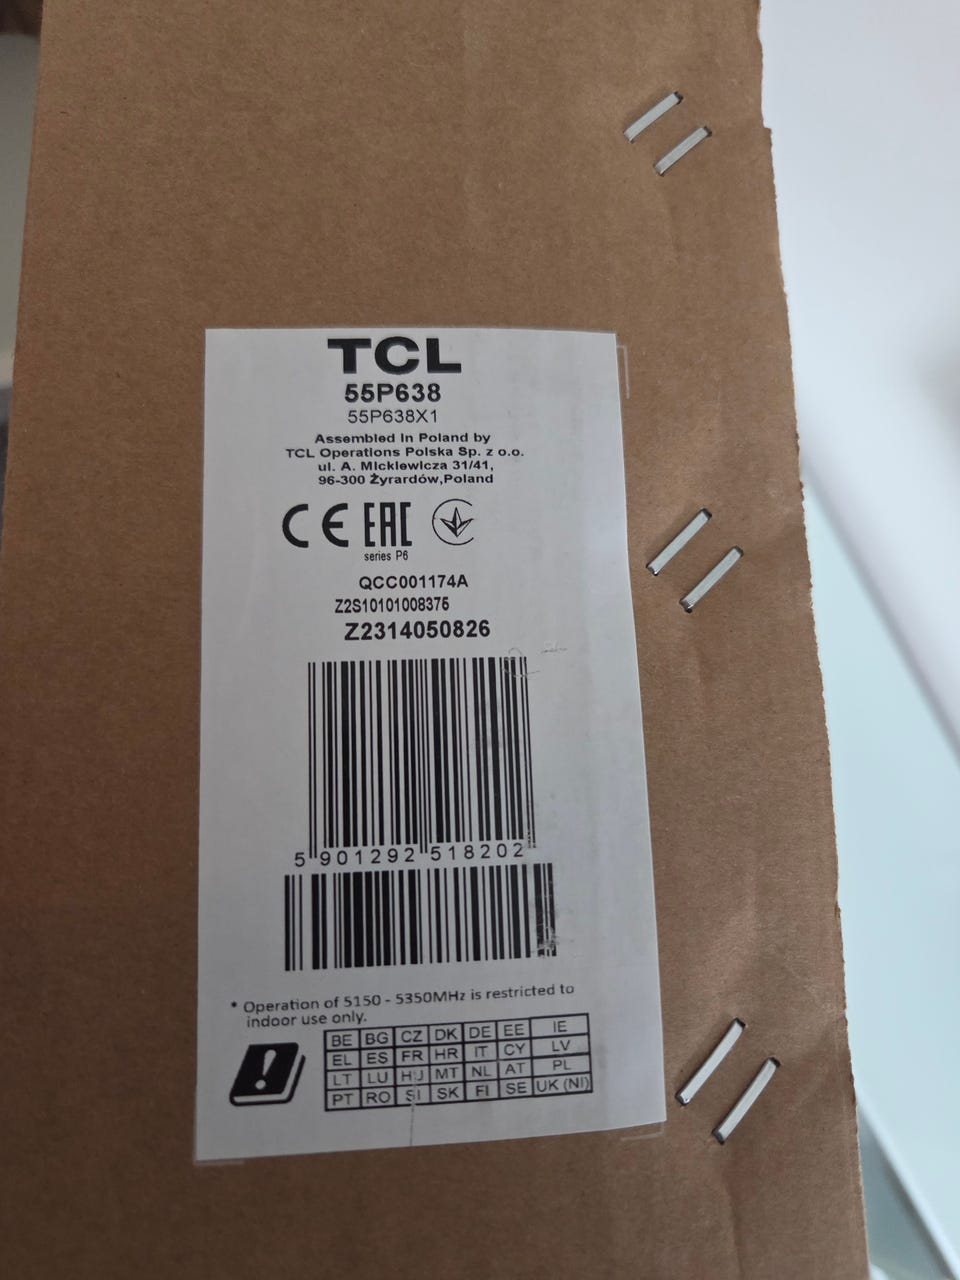 TCL
55P638
55P638X1
Assembled in Poland by
TCL Operations Polska Sp. z o.o.
ul. A. Mickiewicza 31/41,
96-300 Żyrardów,Poland
CE EAC
series P6
QCC001174A
Z2S10101008375
Z2314050826
5 901292 518202
* Operation of 5150 - 5350MHz is restricted to
indoor use only.
BE BG CZ DK DE EE IE
EL ES FR HR IT CY LV
LT LU HU MT NL AT PL
PT RO SI SK FI SE UK (NI)